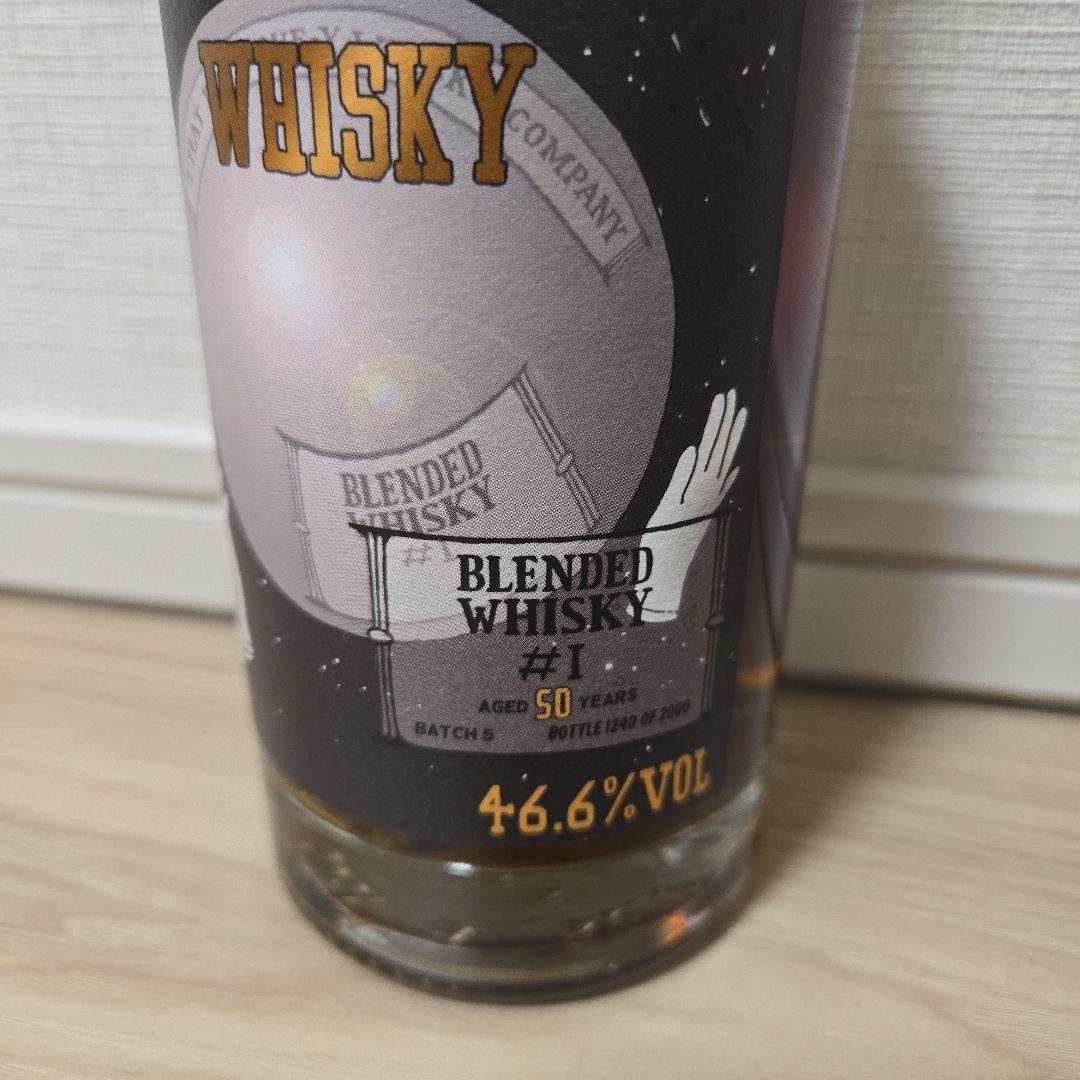 WHISKY
COMPANY
BLENDED
WHISKY
#1
BLENDED
WHISKY
#1
AGED 50 YEARS
BATCH 5 BOTTLE 1240 OF 2000
46.6%VOL